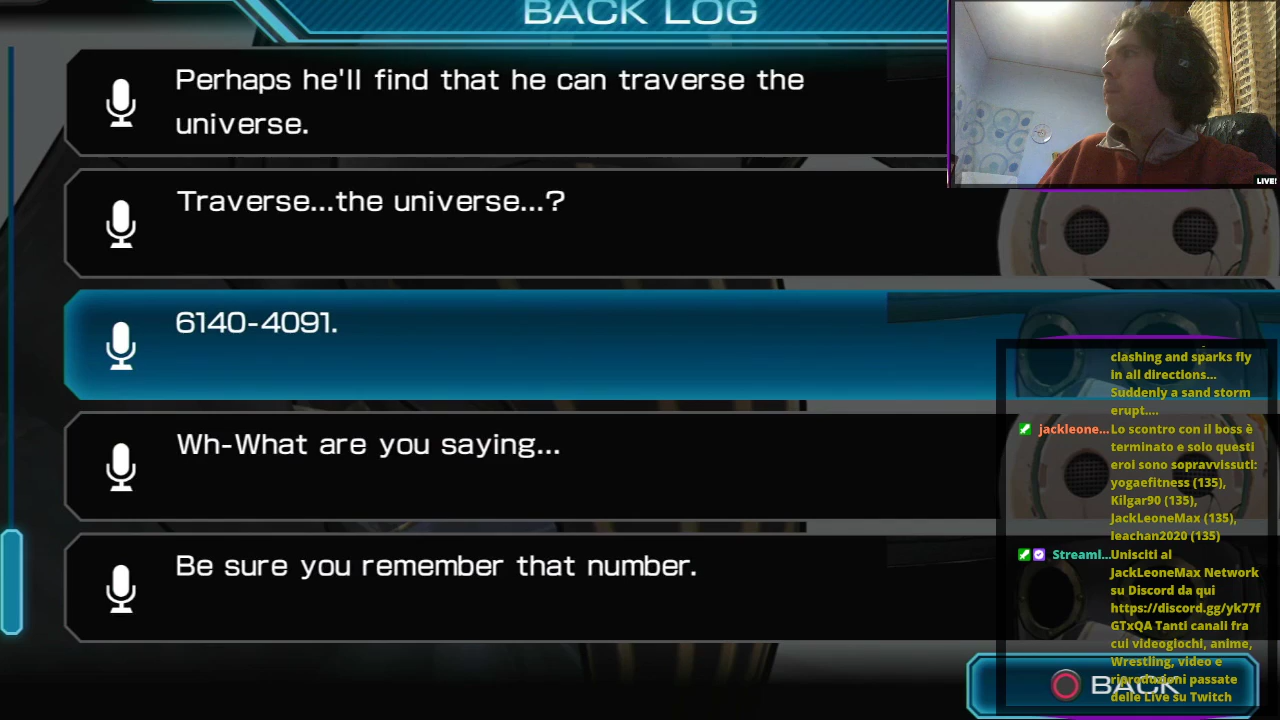 BACK LOG
Perhaps he'll find that he can traverse the
universe.
Traverse...the universe...?
6140-4091.
Wh-What are you saying...
Be sure you remember that number.
BACK
LIVE!
clashing and sparks fly
in all directions...
Suddenly a sand storm
erupt....
jackleone... Lo scontro con il boss è
terminato e solo questi
eroi sono sopravvissuti:
yogaefitness (135),
Kilgar90 (135),
JackLeoneMax (135),
leachan2020 (135)
Streaml... Unisciti al
JackLeoneMax Network
su Discord da qui
https://discord.gg/yk77f
GTxQA Tanti canali fra
cui videogiochi, anime,
Wrestling, video e
riproduzioni passate
delle Live su Twitch